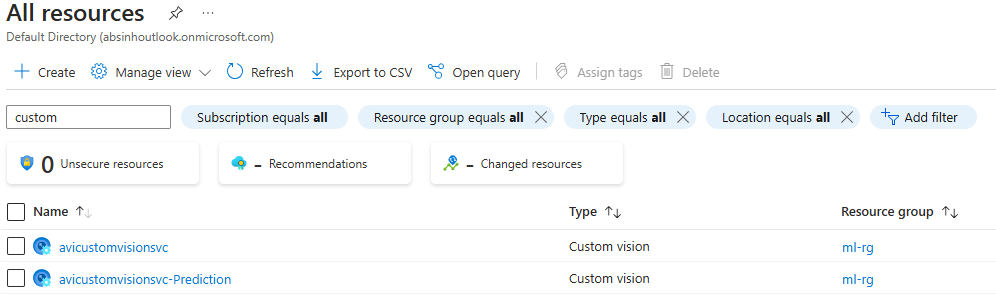 All resources
Default Directory (absinhoutlook.onmicrosoft.com)
Create Manage view Refresh Export to CSV Open query Assign tags Delete
custom Subscription equals all Resource group equals all Type equals all Location equals all Add filter
0 Unsecure resources – Recommendations – Changed resources
Name Type Resource group
avicustomvisionsvc Custom vision ml-rg
avicustomvisionsvc-Prediction Custom vision ml-rg